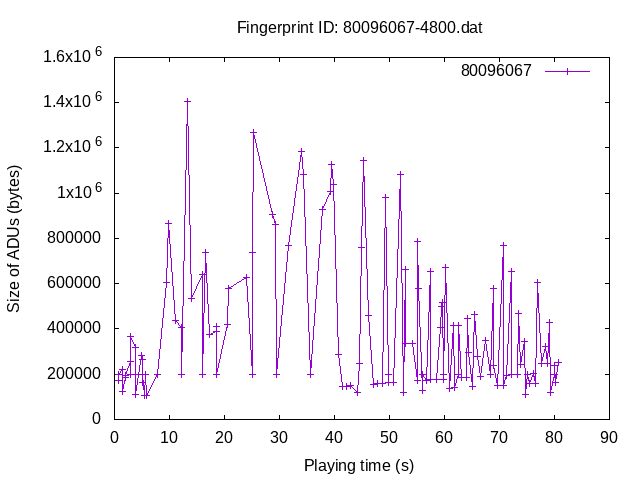 Fingerprint ID: 80096067-4800.dat
80096067
Size of ADUs (bytes)
1.6x10^6
1.4x10^6
1.2x10^6
1x10^6
800000
600000
400000
200000
0
0 10 20 30 40 50 60 70 80 90
Playing time (s)